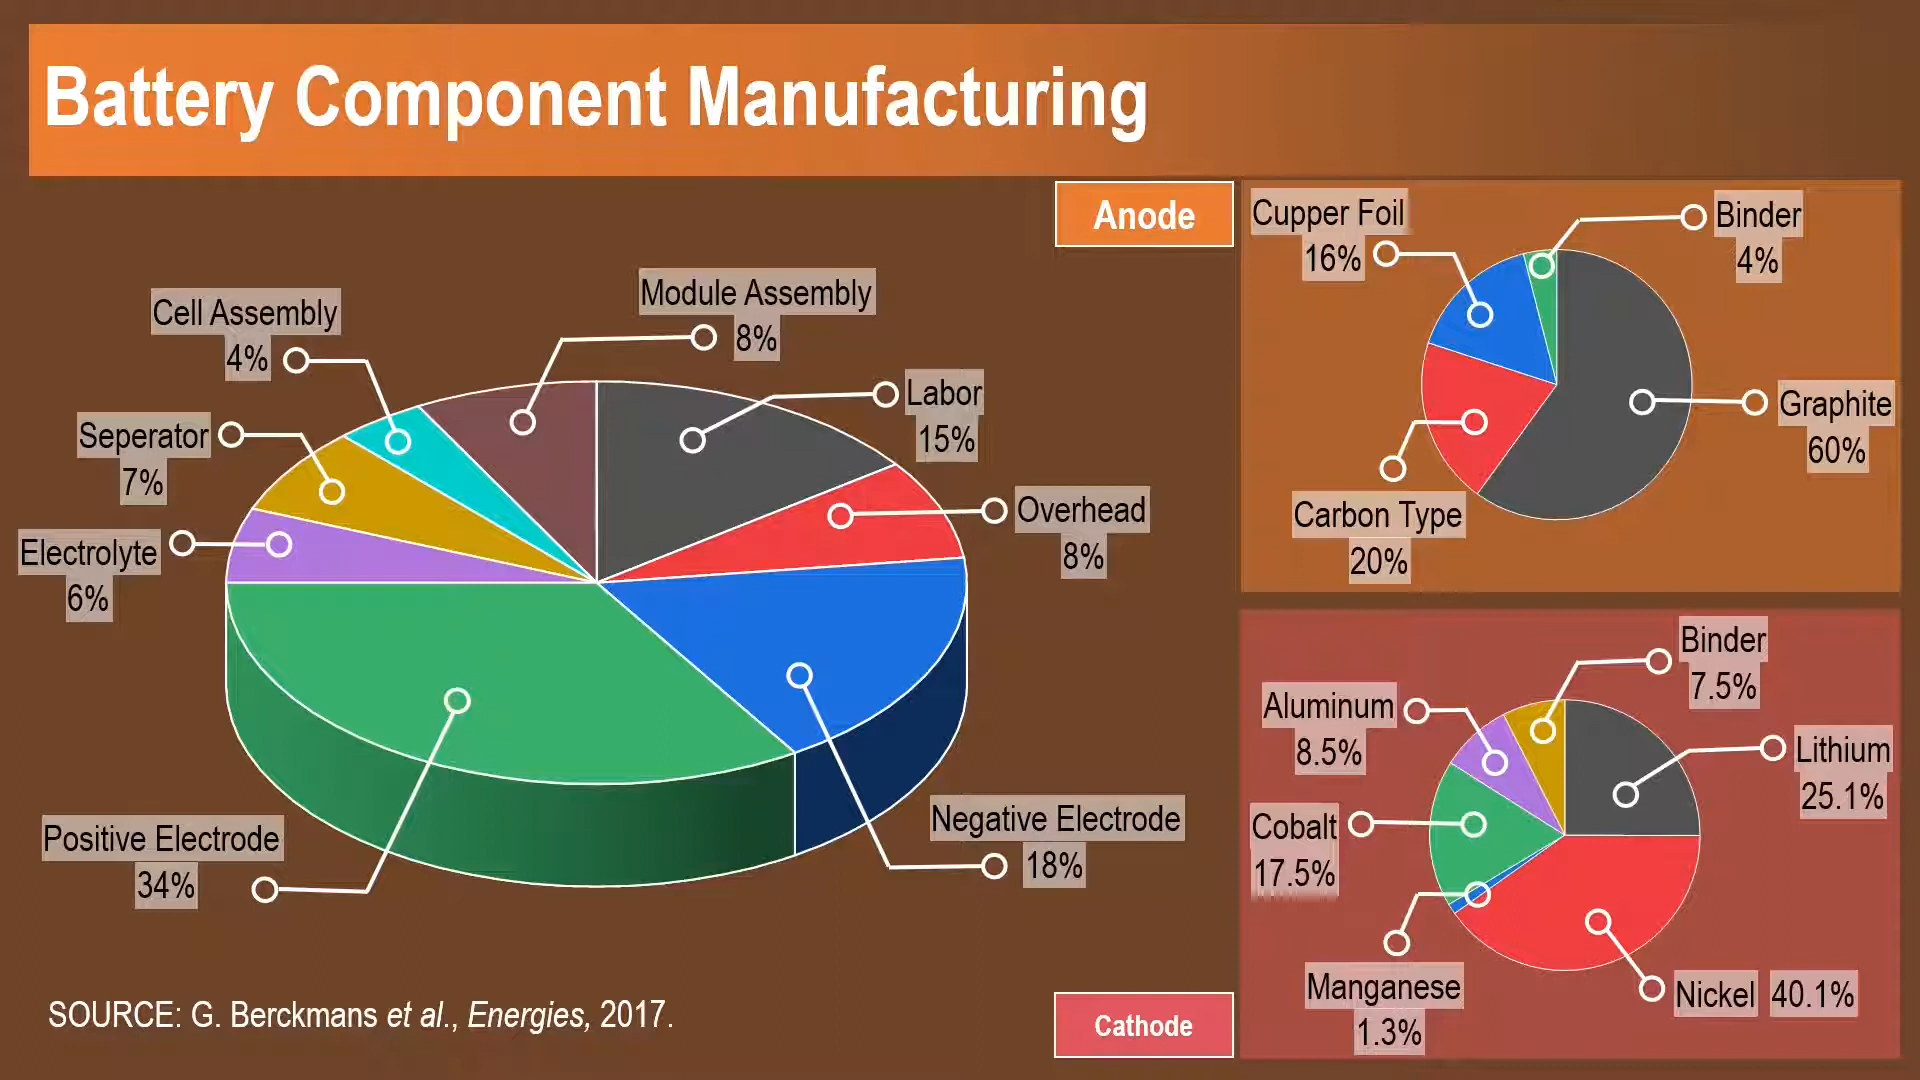 Battery Component Manufacturing
Module Assembly
8%
Cell Assembly
4%
Labor
15%
Seperator
7%
Overhead
8%
Electrolyte
6%
Positive Electrode
34%
Negative Electrode
18%
SOURCE: G. Berckmans et al., Energies, 2017.
Anode
Cupper Foil
16%
Binder
4%
Graphite
60%
Carbon Type
20%
Cathode
Binder
7.5%
Aluminum
8.5%
Lithium
25.1%
Cobalt
17.5%
Manganese
1.3%
Nickel 40.1%